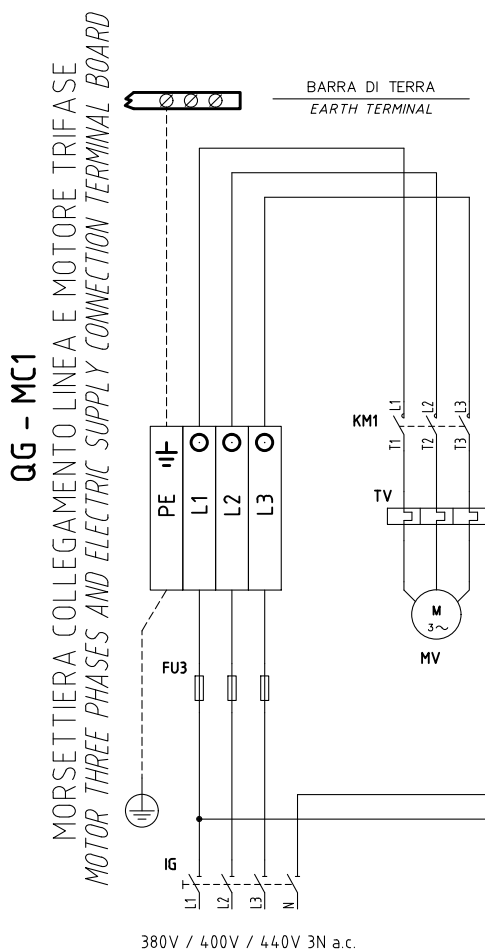 QG - MC1
MORSETTIERA COLLEGAMENTO LINEA E MOTORE TRIFASE
MOTOR THREE PHASES AND ELECTRIC SUPPLY CONNECTION TERMINAL BOARD
BARRA DI TERRA
EARTH TERMINAL
KM1
L1 L2 L3
T1 T2 T3
PE L1 L2 L3
TV
M
3~
MV
FU3
IG
L1 L2 L3 N
380V / 400V / 440V 3N a.c.